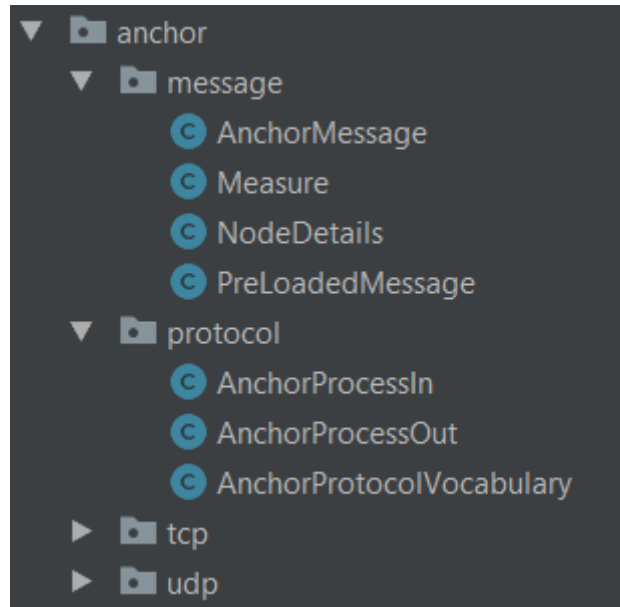 anchor
message
C AnchorMessage
C Measure
C NodeDetails
C PreLoadedMessage
protocol
C AnchorProcessIn
C AnchorProcessOut
C AnchorProtocolVocabulary
tcp
udp